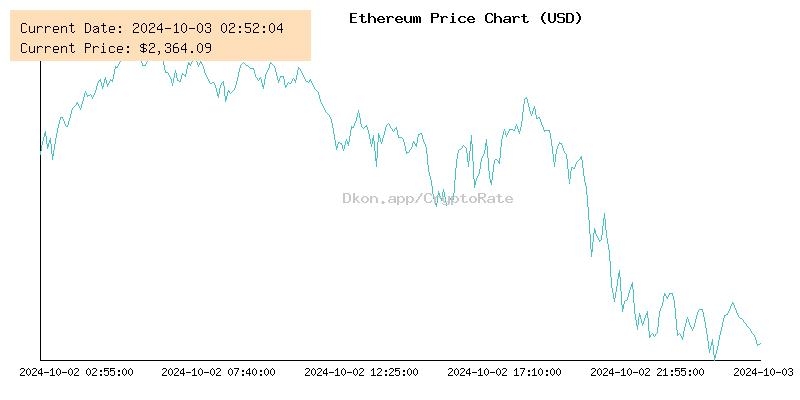 Ethereum Price Chart (USD)
Current Date: 2024-10-03 02:52:04
Current Price: $2,364.09
Dkon.app/CryptoRate
2024-10-02 02:55:00
2024-10-02 07:40:00
2024-10-02 12:25:00
2024-10-02 17:10:00
2024-10-02 21:55:00
2024-10-03